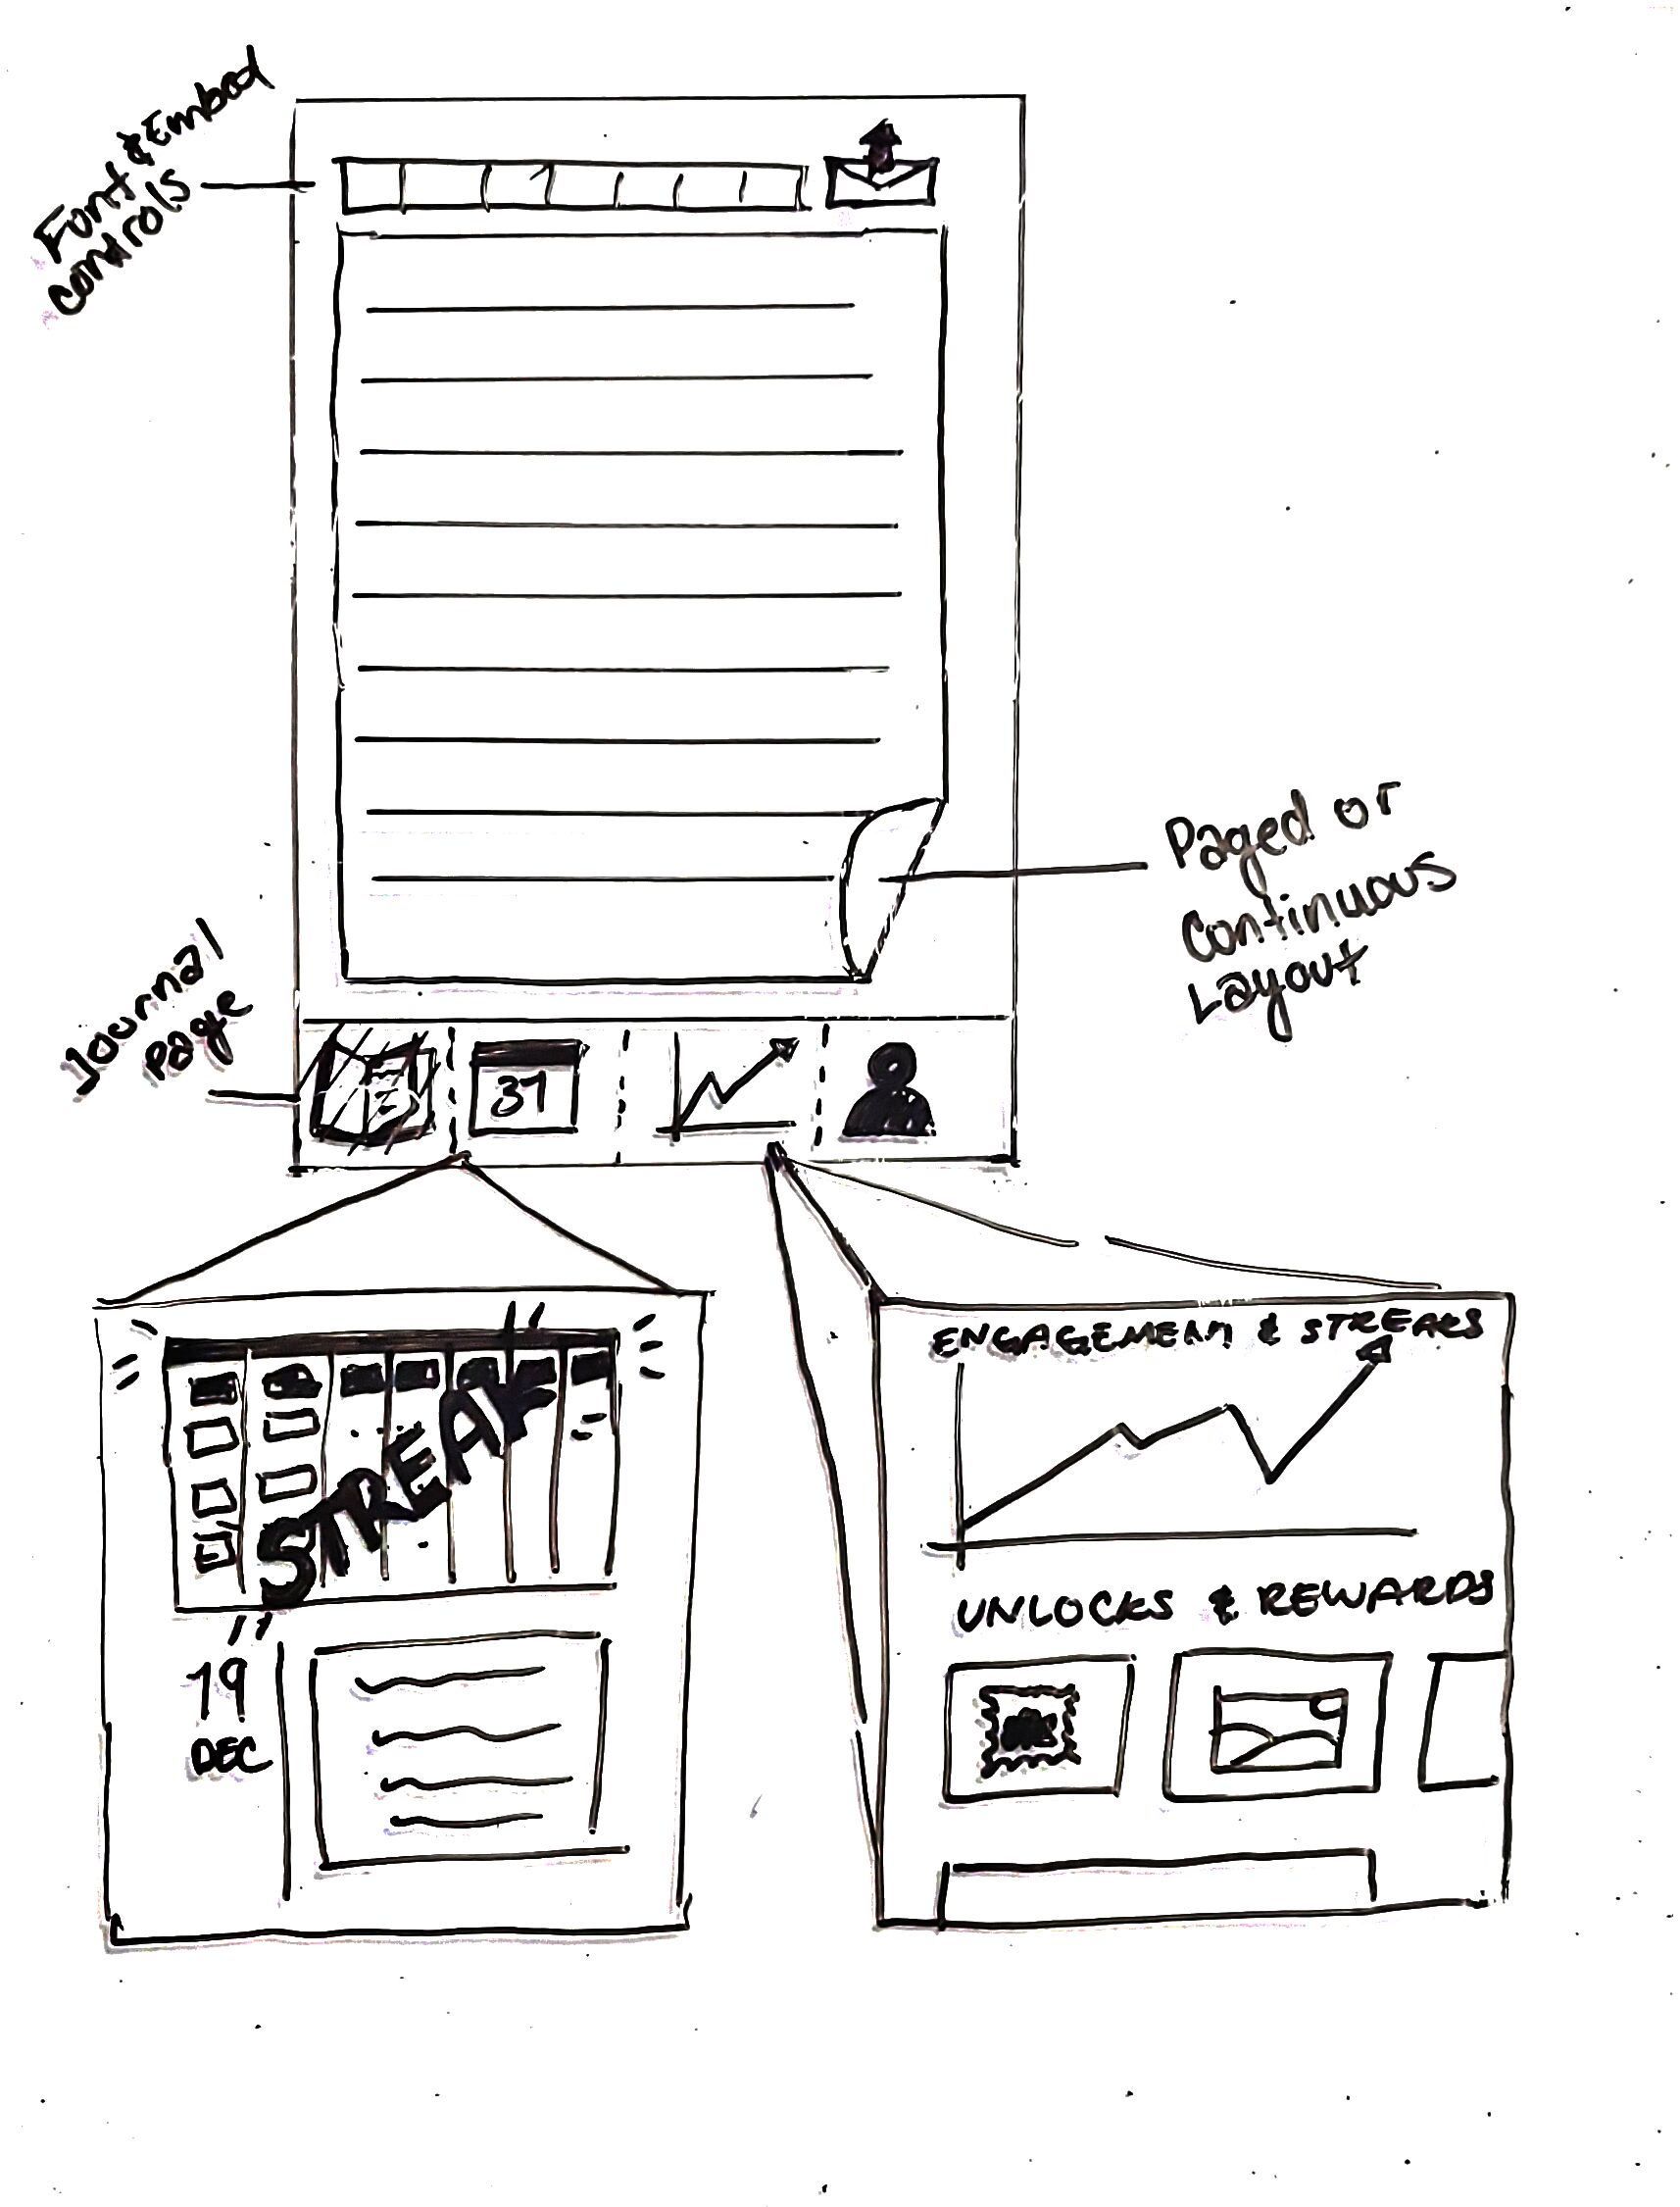 Font & Embed
controls
Paged or
Continuous
Layout
Journal
Page
31
STREAK
19
DEC
ENGAGEMENT & STREAKS
UNLOCKS & REWARDS